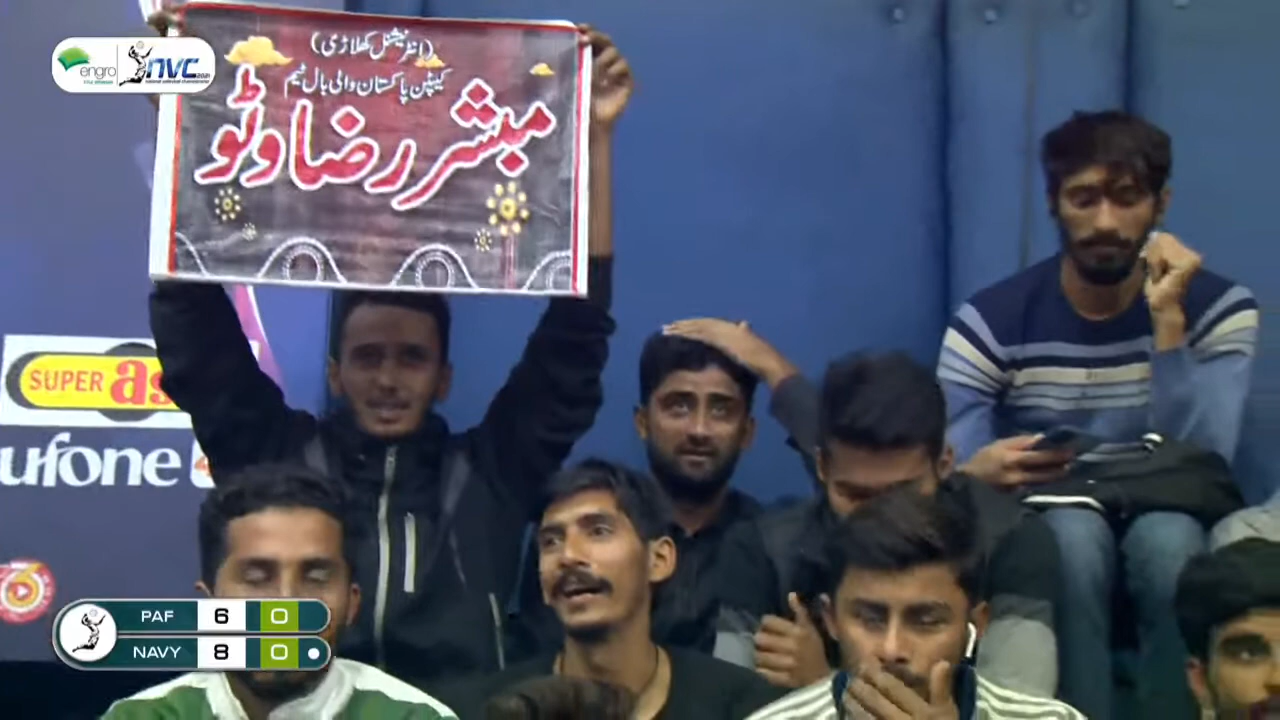 engro
NVC 2021
(انٹرنیشنل کھلاڑی)
کیپٹن پاکستان والی بال ٹیم
مبشر رضا وٹو
SUPER as
ufone
PAF 6 0
NAVY 8 0